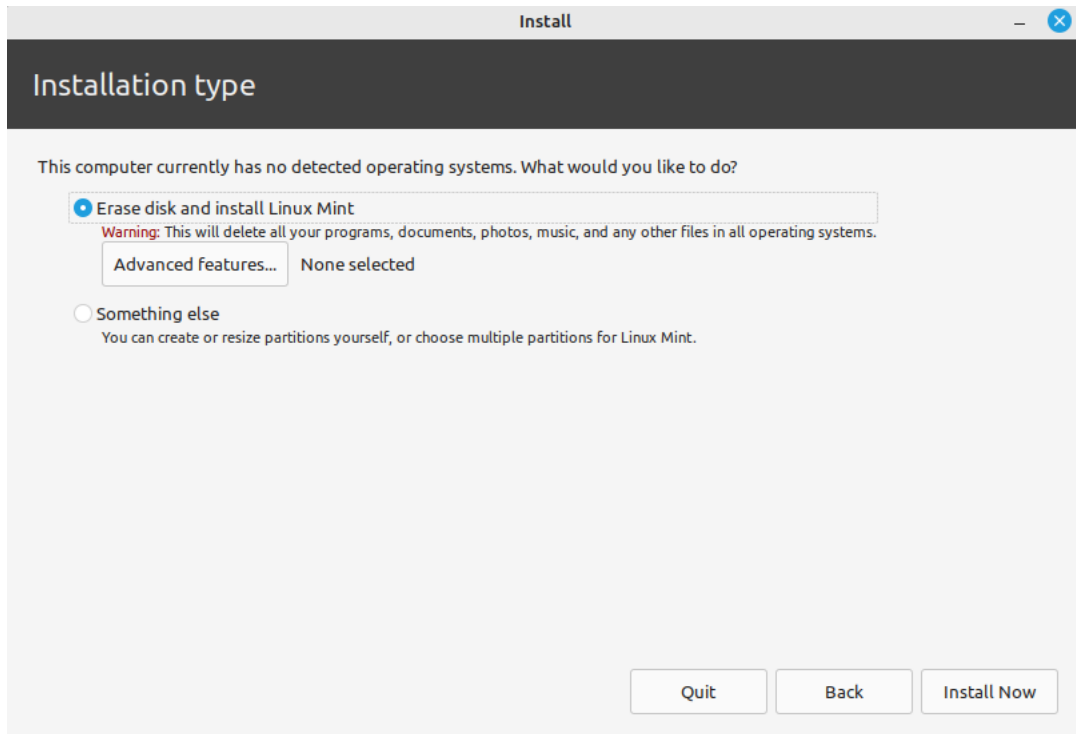 Install
Installation type
This computer currently has no detected operating systems. What would you like to do?
Erase disk and install Linux Mint
Warning: This will delete all your programs, documents, photos, music, and any other files in all operating systems.
Advanced features... None selected
Something else
You can create or resize partitions yourself, or choose multiple partitions for Linux Mint.
Quit Back Install Now